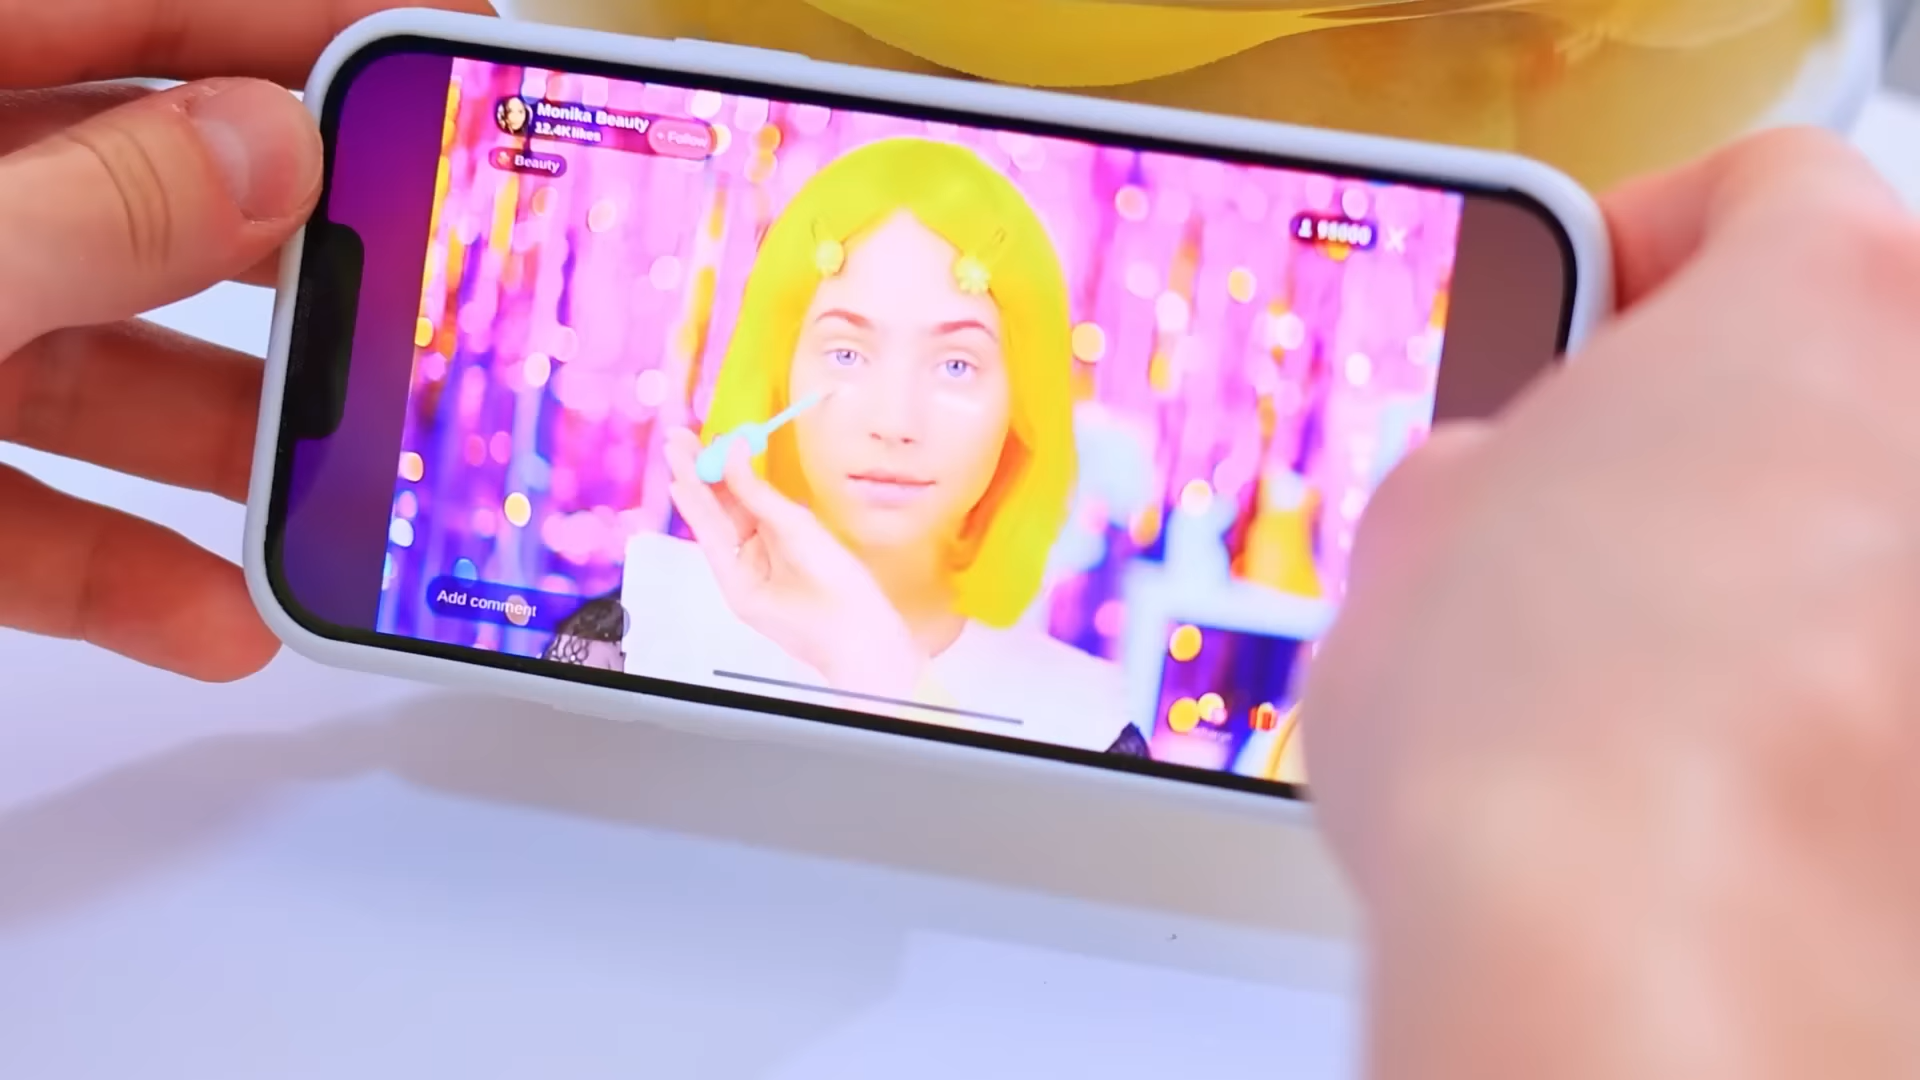 Monika Beauty
12.4K likes
+ Follow
Beauty
Add comment